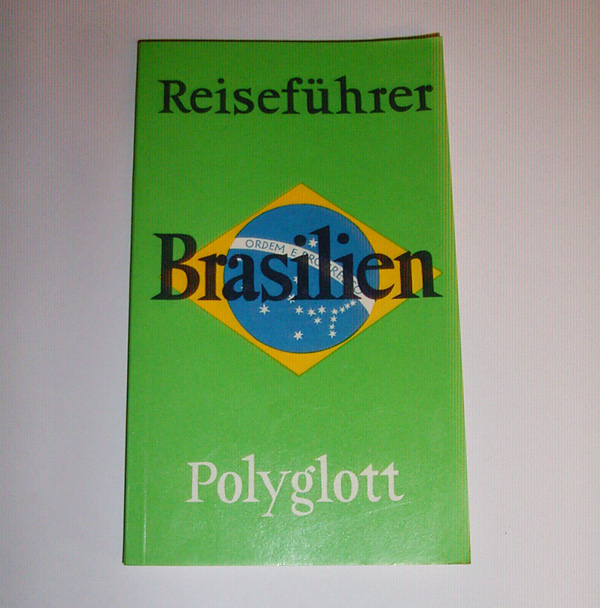 Reiseführer
ORDEM E PROGRESSO
Brasilien
Polyglott